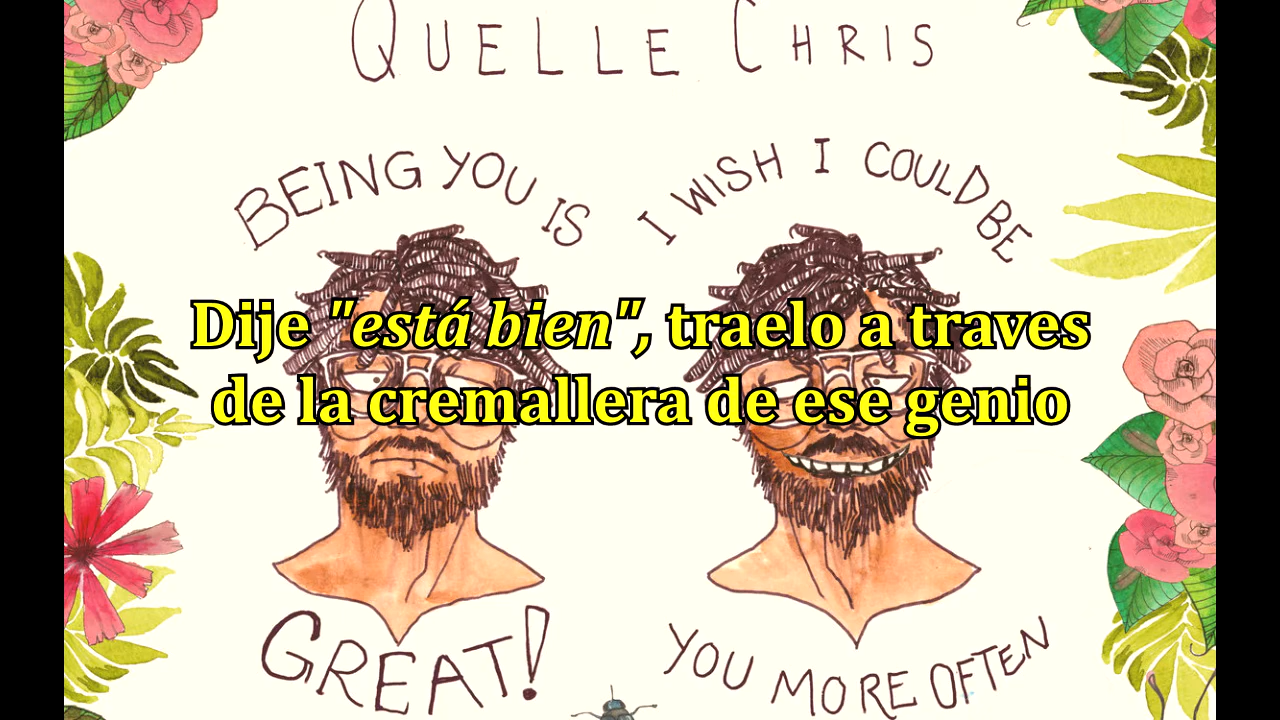 QUELLE CHRIS
BEING YOU IS
I WISH I COULD BE
Dije "está bien", traelo a traves
de la cremallera de ese genio
GREAT!
YOU MORE OFTEN